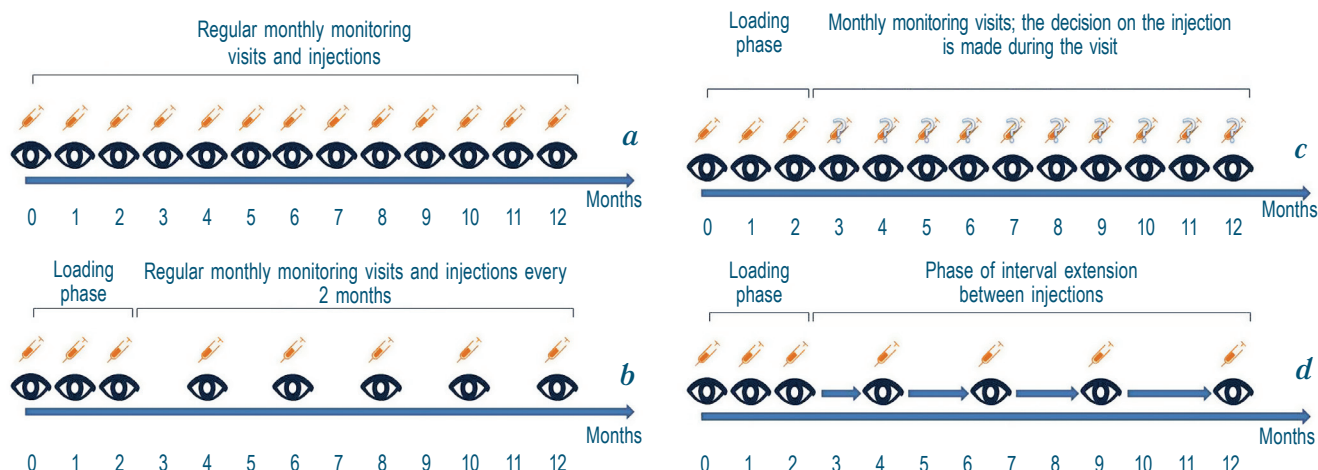 Regular monthly monitoring
visits and injections
a
Months
0 1 2 3 4 5 6 7 8 9 10 11 12
Loading
phase
Regular monthly monitoring visits and injections every
2 months
b
Months
0 1 2 3 4 5 6 7 8 9 10 11 12
Loading
phase
Monthly monitoring visits; the decision on the injection
is made during the visit
? ? ? ? ? ? ? ? ? ?
c
Months
0 1 2 3 4 5 6 7 8 9 10 11 12
Loading
phase
Phase of interval extension
between injections
d
Months
0 1 2 3 4 5 6 7 8 9 10 11 12